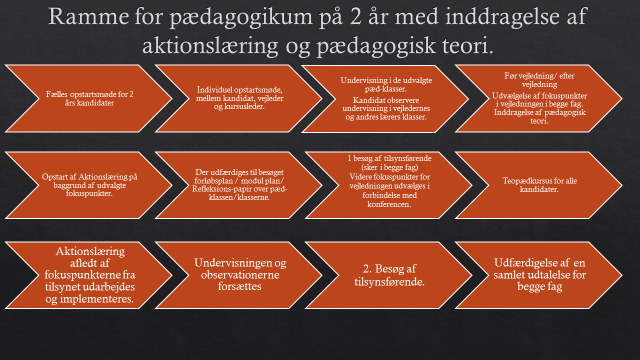 Ramme for pædagogikum på 2 år med inddragelse af
aktionslæring og pædagogisk teori.
Fælles opstartsmøde for 2
års kandidater
Individuel opstartsmøde,
mellem kandidat, vejleder
og kursusleder.
Undervisning i de udvalgte
pæd-klasser.
Kandidat observere
undervisning i vejledernes
og andres lærers klasser.
Før vejledning/ efter
vejledning
Udvælgelse af fokuspunkter
i vejledningen i begge fag.
Inddragelse af pædagogisk
teori.
Opstart af Aktionslæring på
baggrund af udvalgte
fokuspunkter.
Der udfærdiges til besøget
forløbsplan / modul plan/
Refleksions-papir over pæd-
klassen/klasserne.
1 besøg af tilsynsførende
(sker i begge fag)
Videre fokuspunkter for
vejledningen udvælges i
forbindelse med
konferencen.
Teopædkursus for alle
kandidater.
Aktionslæring
afledt af
fokuspunkterne fra
tilsynet udarbejdes
og implementeres.
Undervisningen og
observationerne
forsættes
2. Besøg af
tilsynsførende.
Udfærdigelse af en
samlet udtalelse for
begge fag